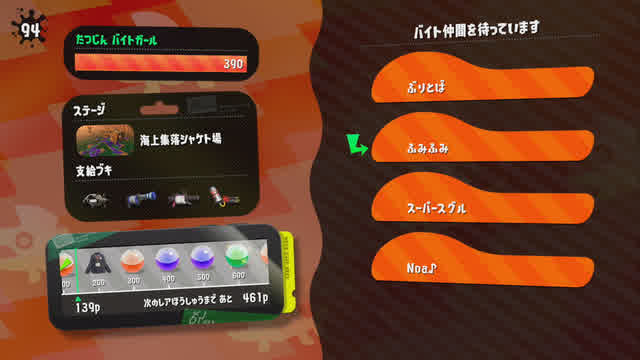 94
たつじん バイトガール
390
ステージ
海上集落シャケト場
支給ブキ
200 300 400 500 600
139p 次のレアほうしゅうまで あと 461p
バイト仲間を待っています
ぶりとば
ふみふみ
スーパースグル
Noa♪